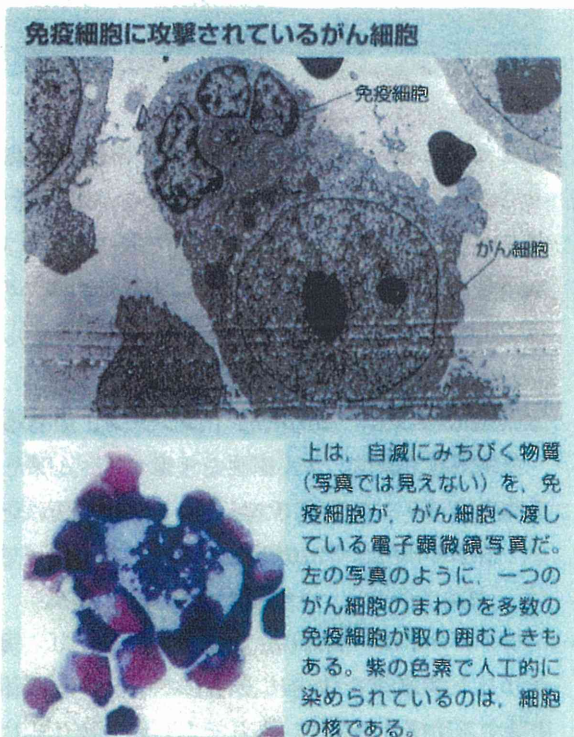 免疫細胞に攻撃されているがん細胞
免疫細胞
がん細胞
上は，自滅にみちびく物質
（写真では見えない）を，免
疫細胞が，がん細胞へ渡し
ている電子顕微鏡写真だ。
左の写真のように，一つの
がん細胞のまわりを多数の
免疫細胞が取り囲むときも
ある。紫の色素で人工的に
染められているのは，細胞
の核である。